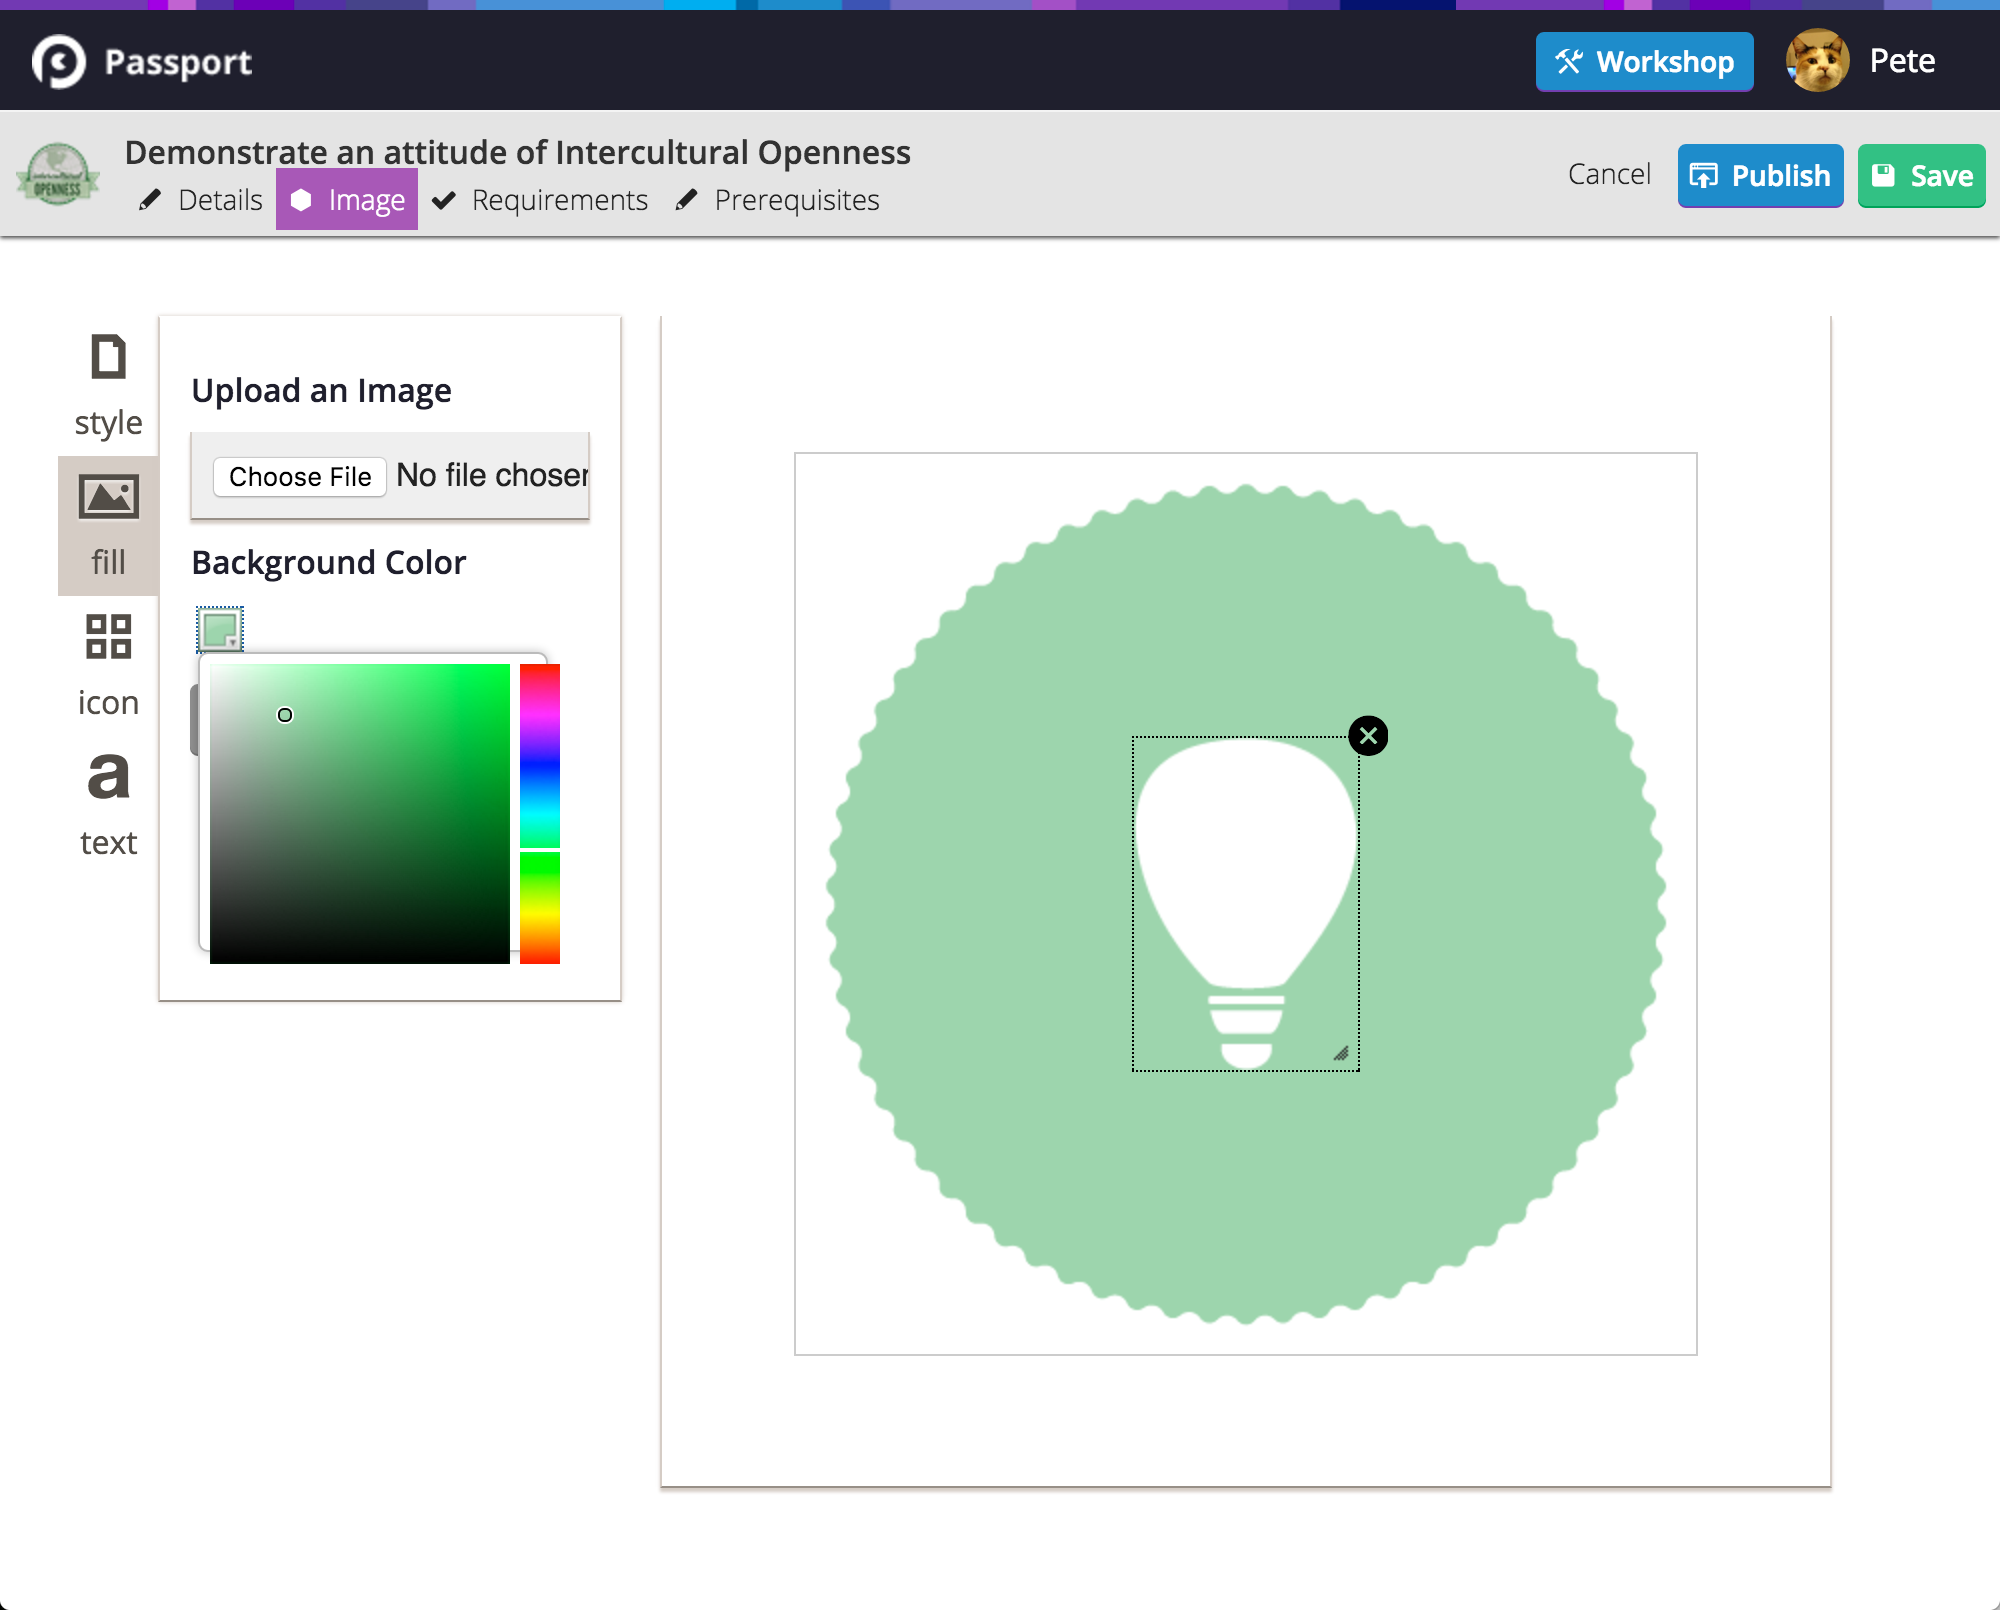 Passport
Workshop
Pete
Demonstrate an attitude of Intercultural Openness
Details
Image
Requirements
Prerequisites
Cancel
Publish
Save
OPENNESS
style
fill
icon
a
text
Upload an Image
Choose File No file chosen
Background Color